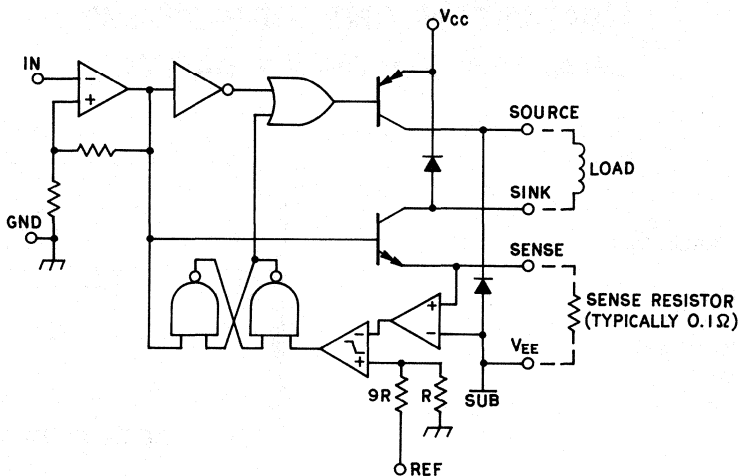 VCC
IN
−
+
SOURCE
LOAD
SINK
GND
SENSE
+
−
SENSE RESISTOR
(TYPICALLY 0.1Ω)
−
+
VEE
9R
R
SUB
REF